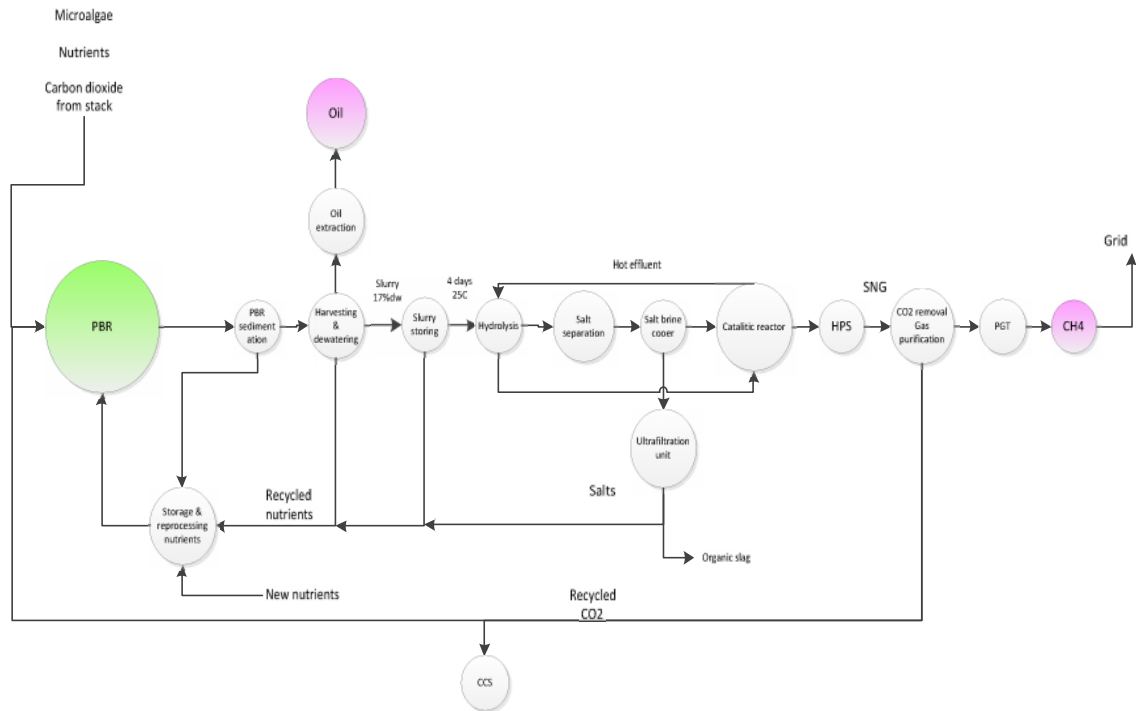 Microalgae
Nutrients
Carbon dioxide
from stack
Oil
Oil
extraction
Grid
Hot effluent
Slurry
17%dw
4 days
25C
SNG
PBR
PBR
sediment
ation
Harvesting
&
dewatering
Slurry
storing
Hydrolysis
Salt
separation
Salt brine
cooer
Catalitic reactor
HPS
CO2 removal
Gas
purification
PGT
CH4
Ultrafiltration
unit
Salts
Recycled
nutrients
Storage &
reprocessing
nutrients
Organic slag
New nutrients
Recycled
CO2
CCS